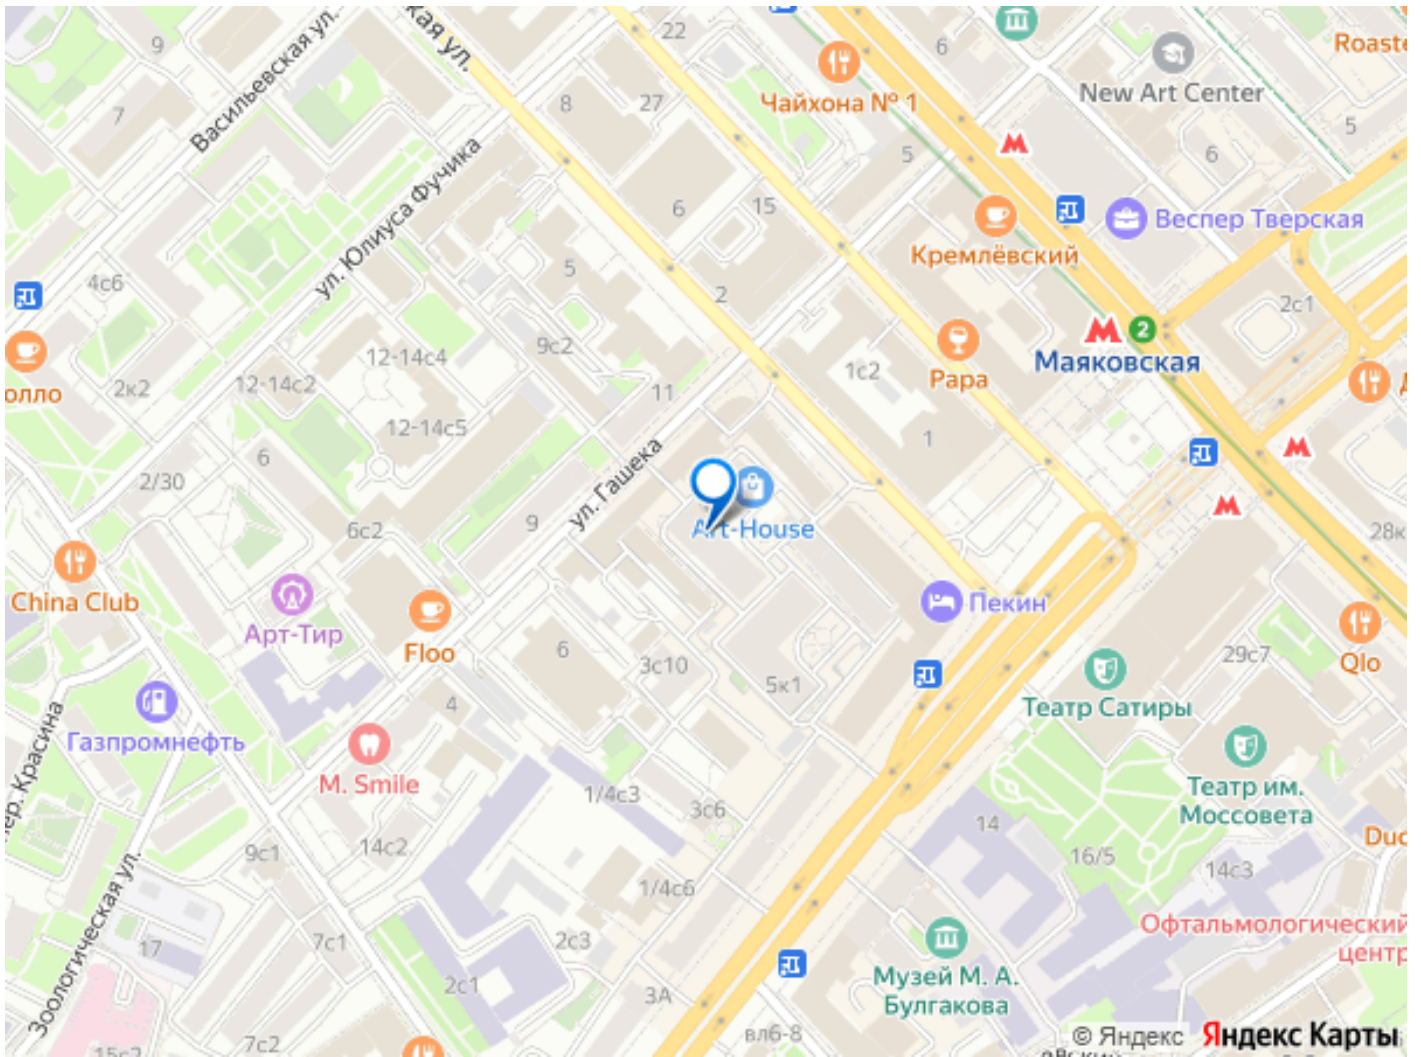 ская ул.
22
6
Roaste
9
Васильевская ул.
Чайхона № 1
New Art Center
7
8
27
5
5
6
ул. Юлиуса Фучика
6
15
Веспер Тверская
Кремлёвский
4с6
5
2
2с1
2
Маяковская
9с2
12-14с4
1с2
Papa
олло
2к2
12-14с2
11
12-14с5
1
6
2/30
ул. Гашека
Art-House
9
6с2
28к
China Club
Пекин
Арт-Тир
Floo
6
3с10
5к1
29с7
Qlo
4
Театр Сатиры
пер. Красина
Газпромнефть
M. Smile
1/4с3
3с6
Театр им.
Моссовета
14
Duc
9с1
14с2
16/5
14с3
1/4с6
Зоологическая ул.
Офтальмологический
центр
17
7с1
2с3
Музей М. А.
Булгакова
2с1
3А
вл6-8
7с2
15с2
© Яндекс Яндекс Карты